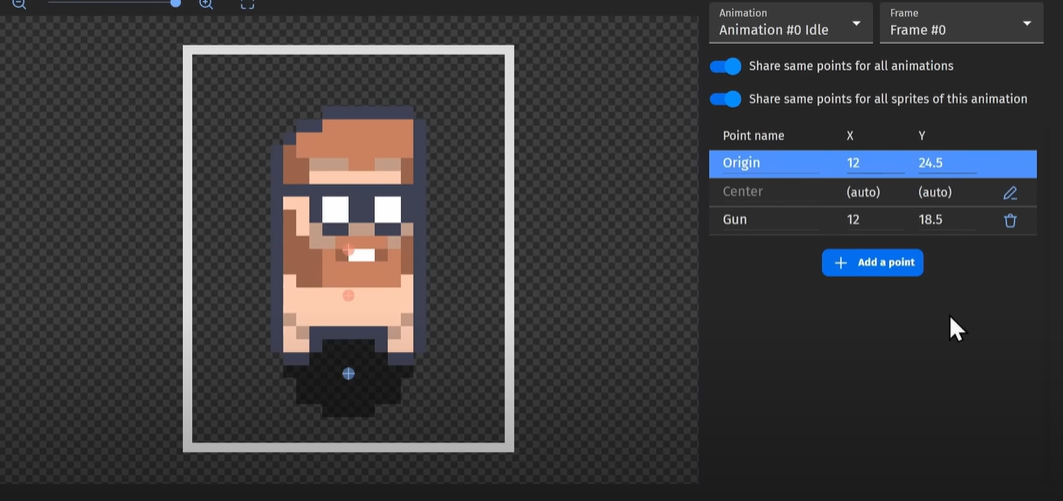 Animation
Animation #0 Idle
Frame
Frame #0
Share same points for all animations
Share same points for all sprites of this animation
Point name X Y
Origin 12 24.5
Center (auto) (auto)
Gun 12 18.5
+ Add a point